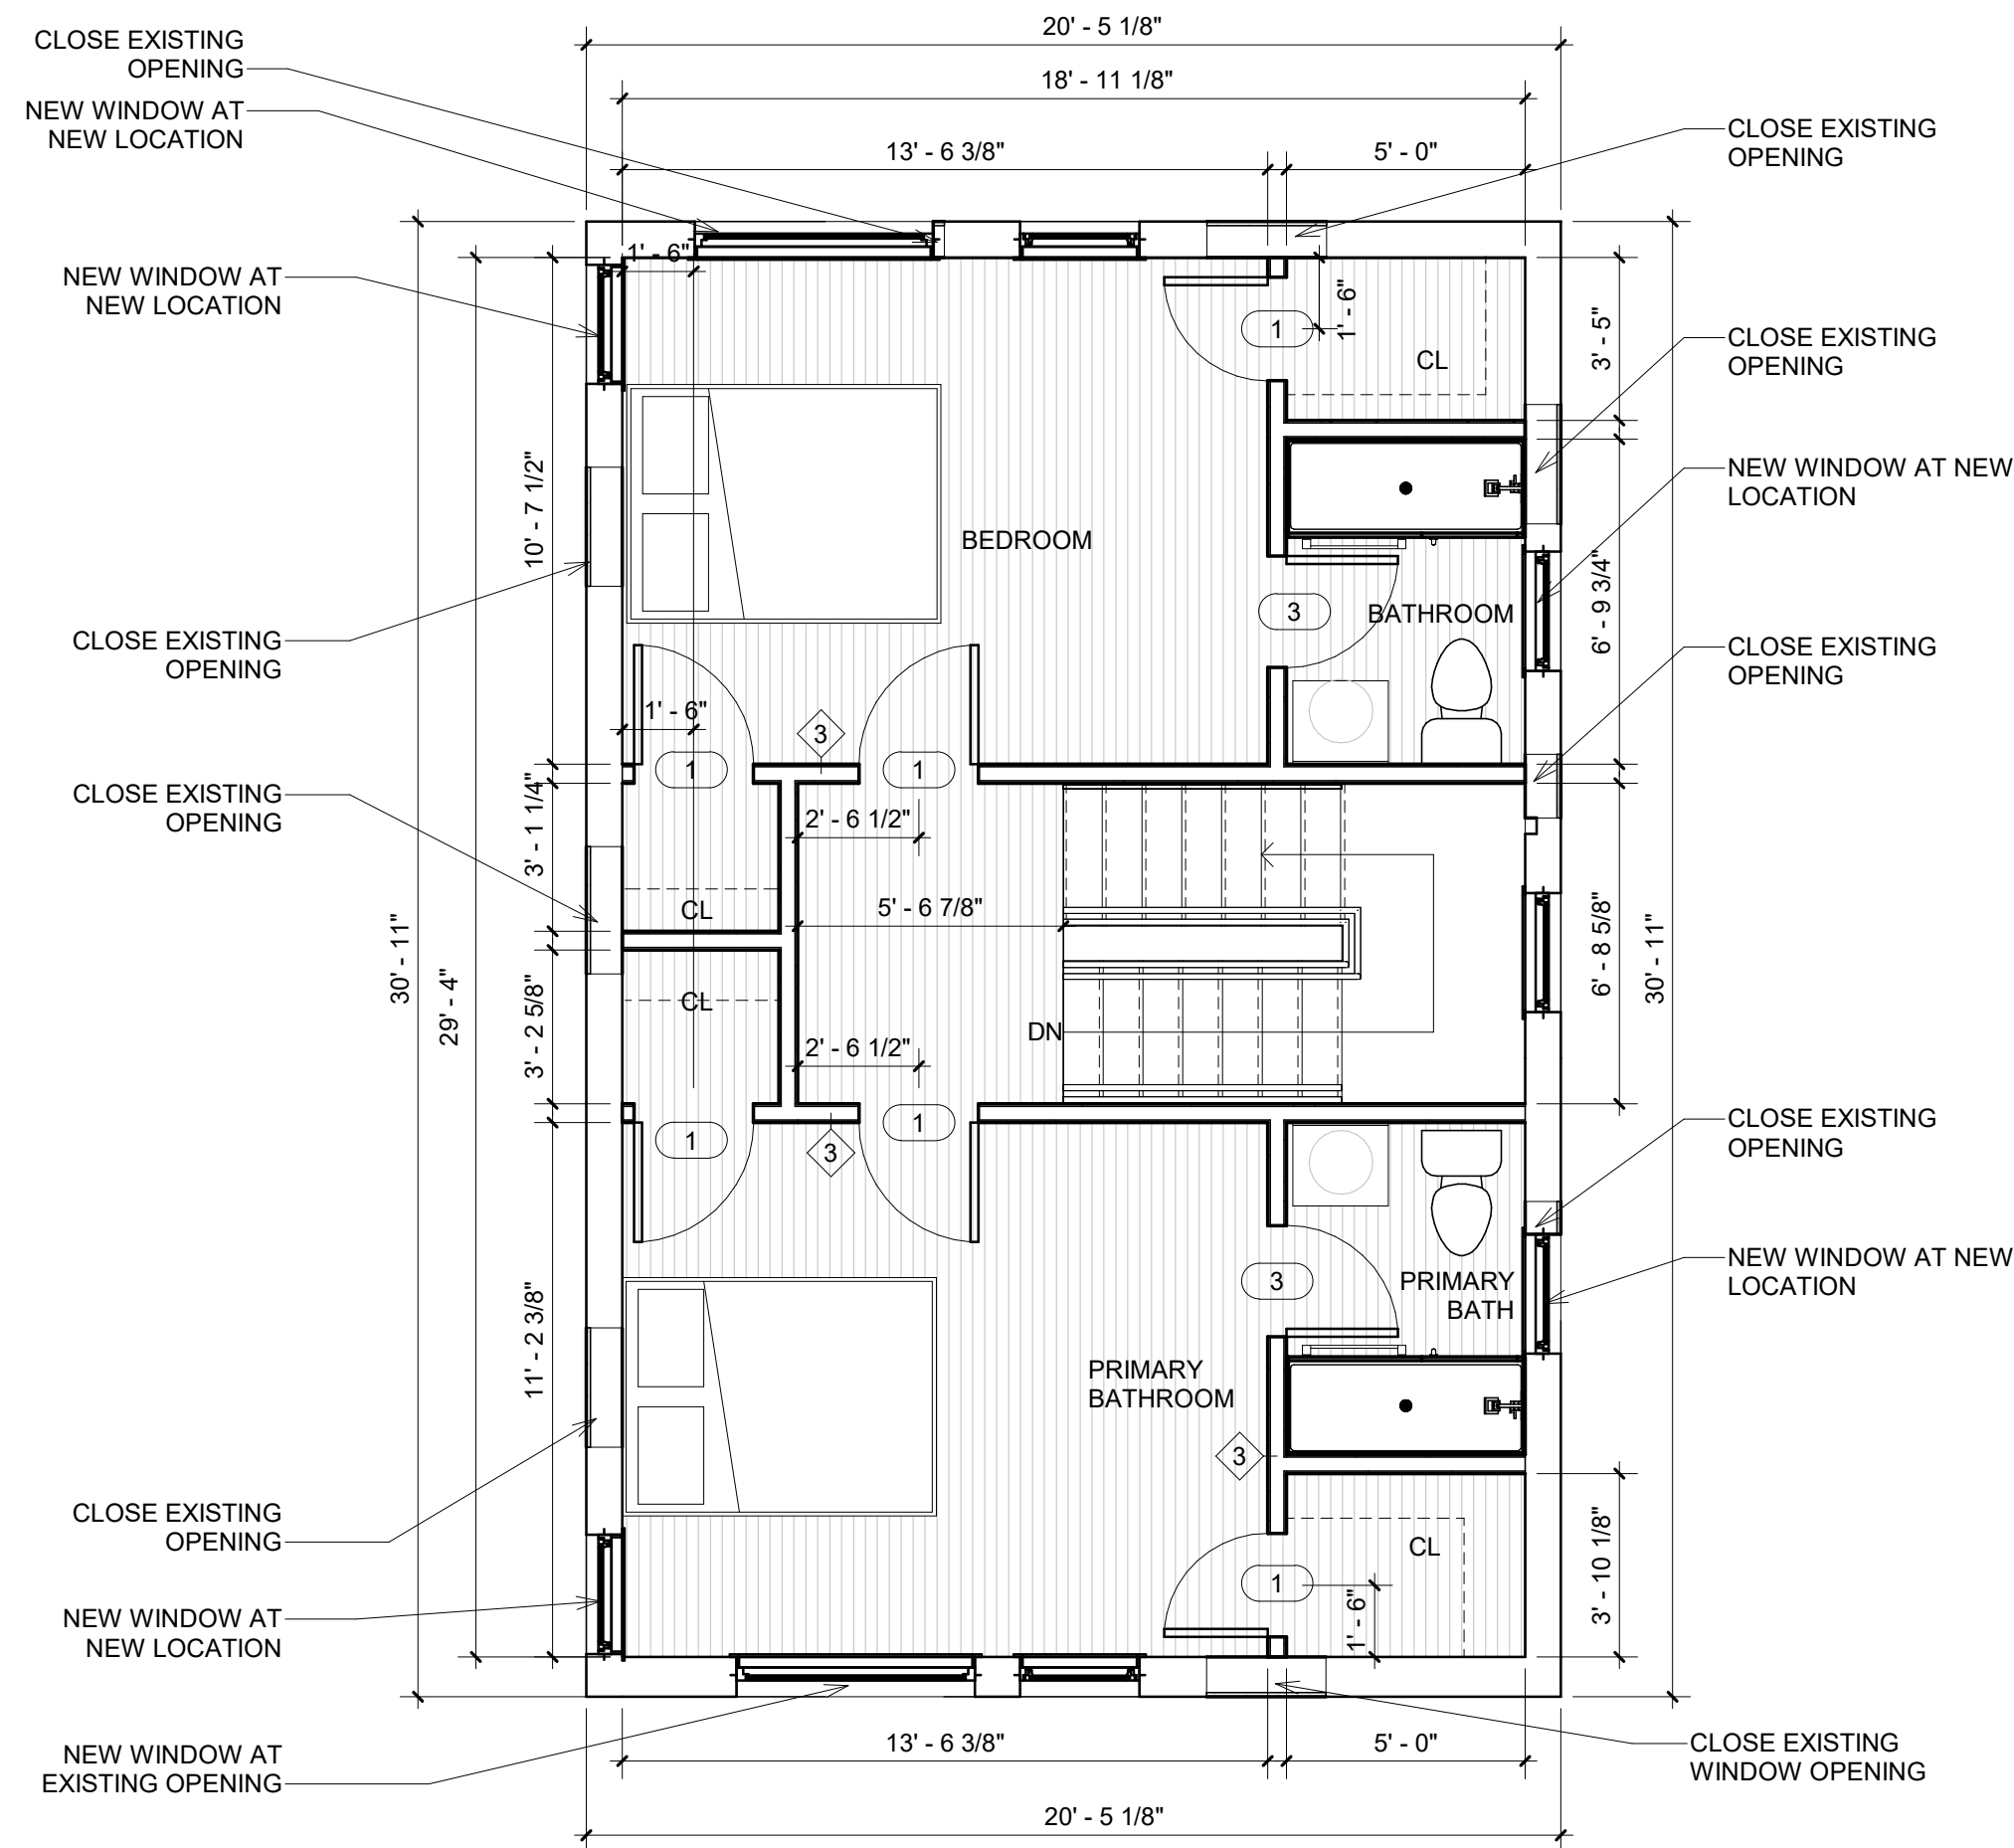 20' - 5 1/8"
18' - 11 1/8"
13' - 6 3/8"
5' - 0"
CLOSE EXISTING
OPENING
NEW WINDOW AT
NEW LOCATION
NEW WINDOW AT
NEW LOCATION
CLOSE EXISTING
OPENING
CLOSE EXISTING
OPENING
CLOSE EXISTING
OPENING
NEW WINDOW AT
NEW LOCATION
NEW WINDOW AT
EXISTING OPENING
30' - 11"
29' - 4"
10' - 7 1/2"
3' - 1 1/4"
3' - 2 5/8"
11' - 2 3/8"
1' - 6"
1
1' - 6"
CL
BEDROOM
3
BATHROOM
1' - 6"
3
1
1
2' - 6 1/2"
CL
5' - 6 7/8"
CL
DN
2' - 6 1/2"
1
1
3
3
PRIMARY
BATH
PRIMARY
BATHROOM
3
CL
1
1' - 6"
3' - 5"
6' - 9 3/4"
6' - 8 5/8"
3' - 10 1/8"
30' - 11"
CLOSE EXISTING
OPENING
CLOSE EXISTING
OPENING
NEW WINDOW AT NEW
LOCATION
CLOSE EXISTING
OPENING
CLOSE EXISTING
OPENING
NEW WINDOW AT NEW
LOCATION
CLOSE EXISTING
WINDOW OPENING
13' - 6 3/8"
5' - 0"
20' - 5 1/8"